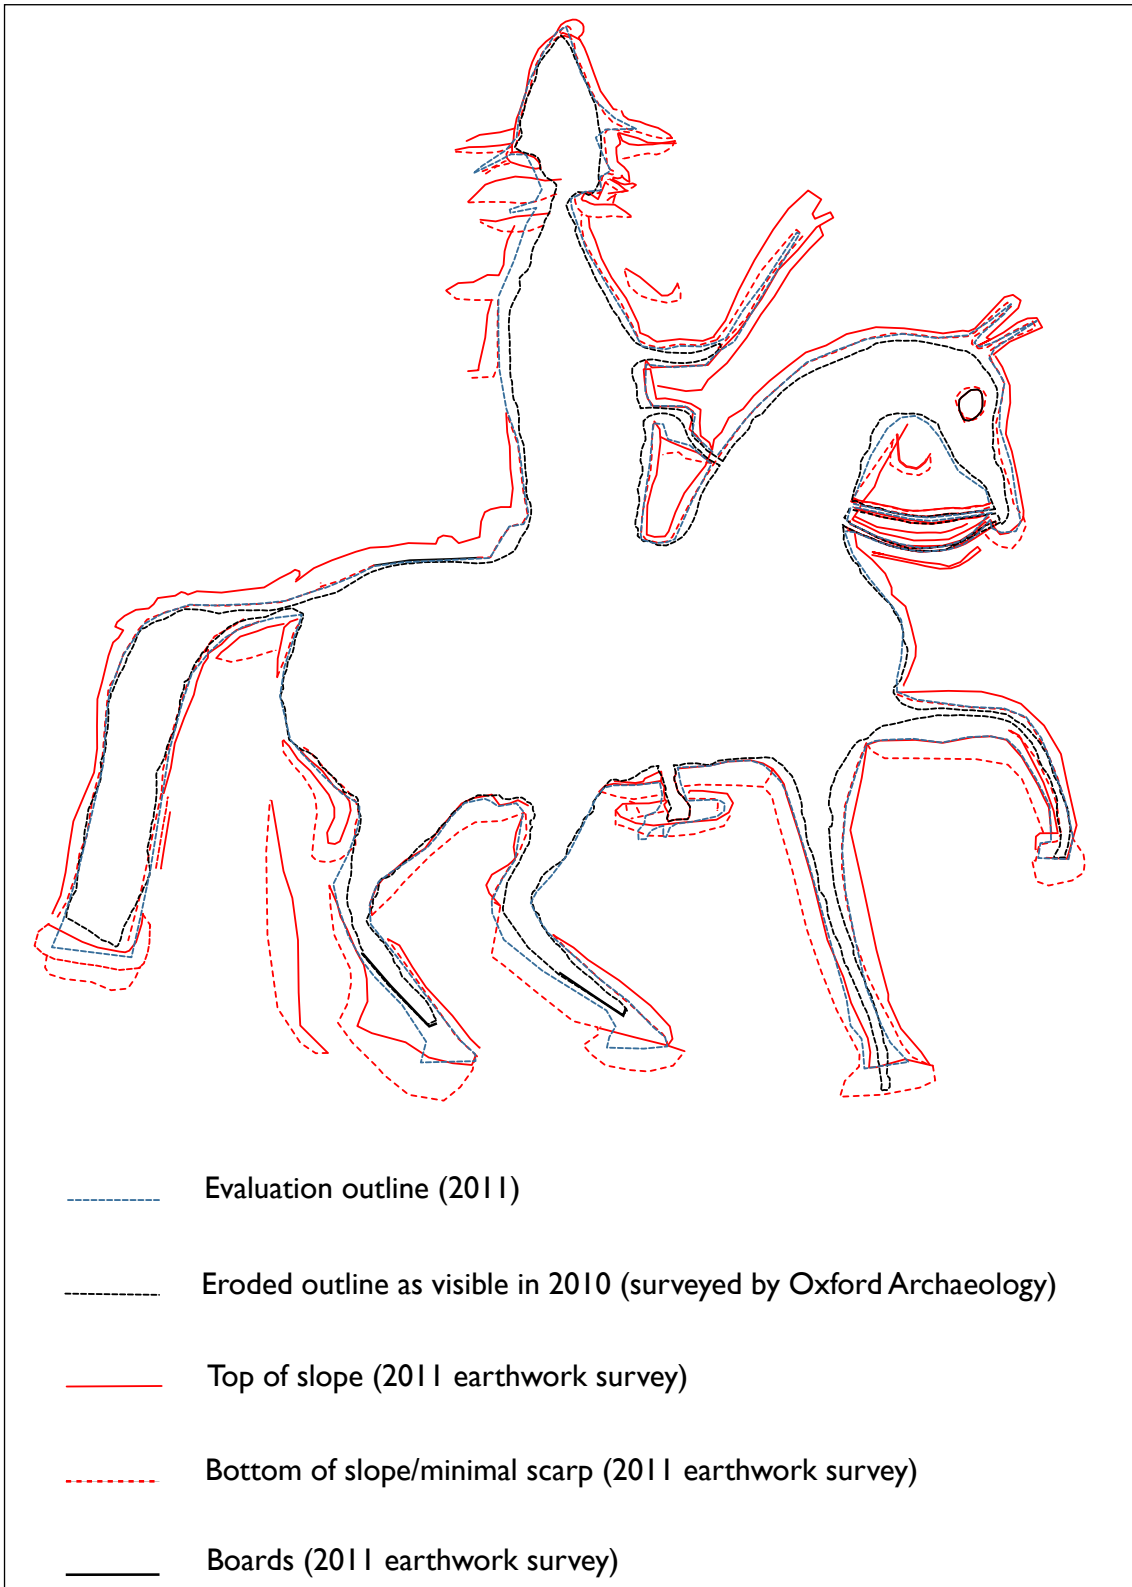 Evaluation outline (2011)
Eroded outline as visible in 2010 (surveyed by Oxford Archaeology)
Top of slope (2011 earthwork survey)
Bottom of slope/minimal scarp (2011 earthwork survey)
Boards (2011 earthwork survey)